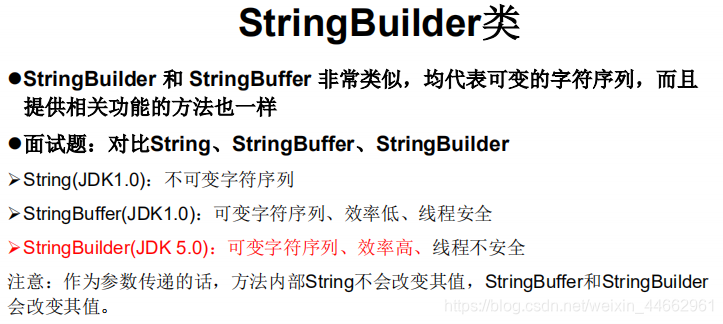 StringBuilder类
●StringBuilder 和 StringBuffer 非常类似，均代表可变的字符序列，而且
提供相关功能的方法也一样
●面试题：对比String、StringBuffer、StringBuilder
➢String(JDK1.0)：不可变字符序列
➢StringBuffer(JDK1.0)：可变字符序列、效率低、线程安全
➢StringBuilder(JDK 5.0)：可变字符序列、效率高、线程不安全
注意：作为参数传递的话，方法内部String不会改变其值，StringBuffer和StringBuilder
会改变其值。
https://blog.csdn.net/weixin_44662961